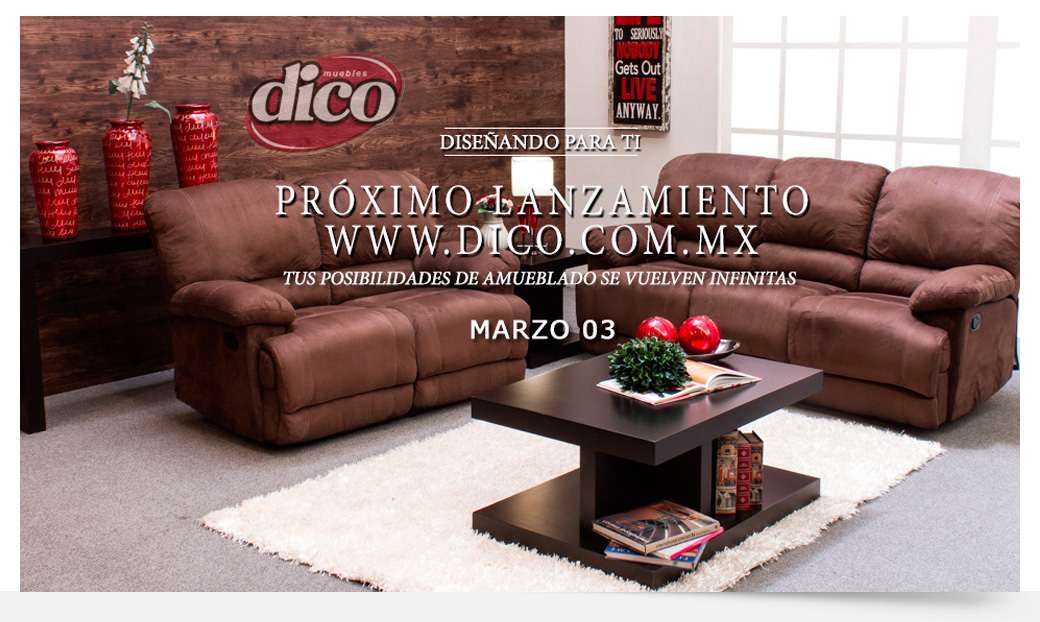 TO SERIOUSLY
NOBODY
Gets Out
LIVE
ANYWAY.
muebles
dico
DISEÑANDO PARA TI
PRÓXIMO LANZAMIENTO
WWW.DICO.COM.MX
TUS POSIBILIDADES DE AMUEBLADO SE VUELVEN INFINITAS
MARZO 03